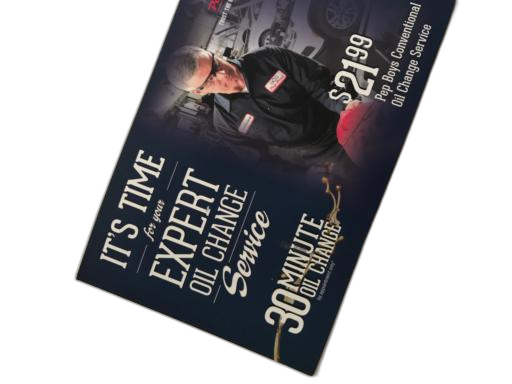 IT'S TIME
for your
EXPERT
OIL CHANGE
Service
30 MINUTE
OIL CHANGE
$21.99
Pep Boys Conventional
Oil Change Service